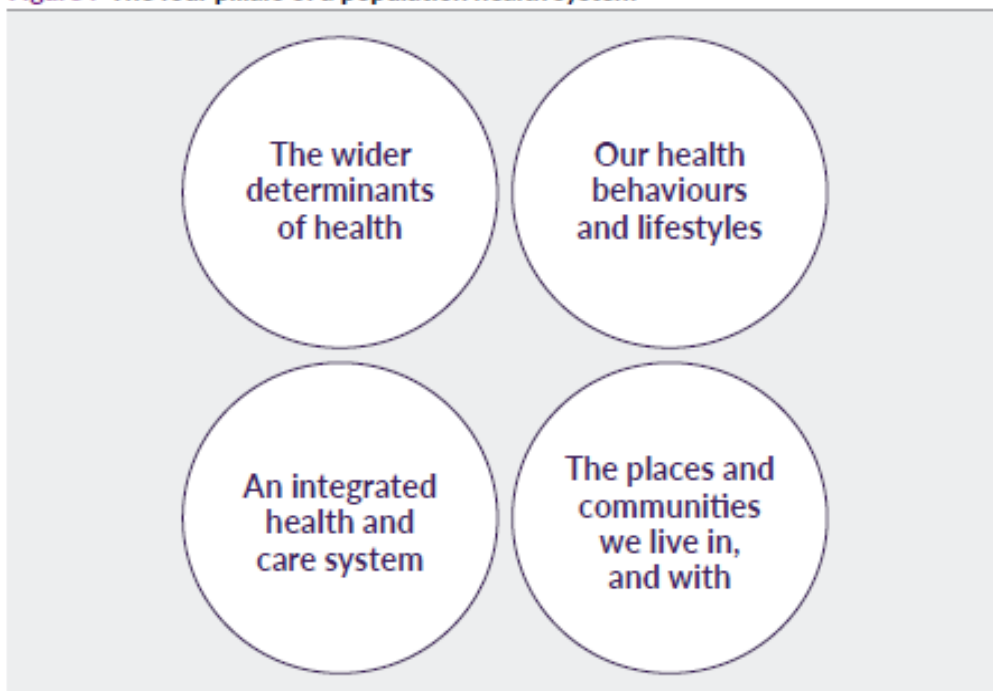 The wider
determinants
of health
Our health
behaviours
and lifestyles
An integrated
health and
care system
The places and
communities
we live in,
and with